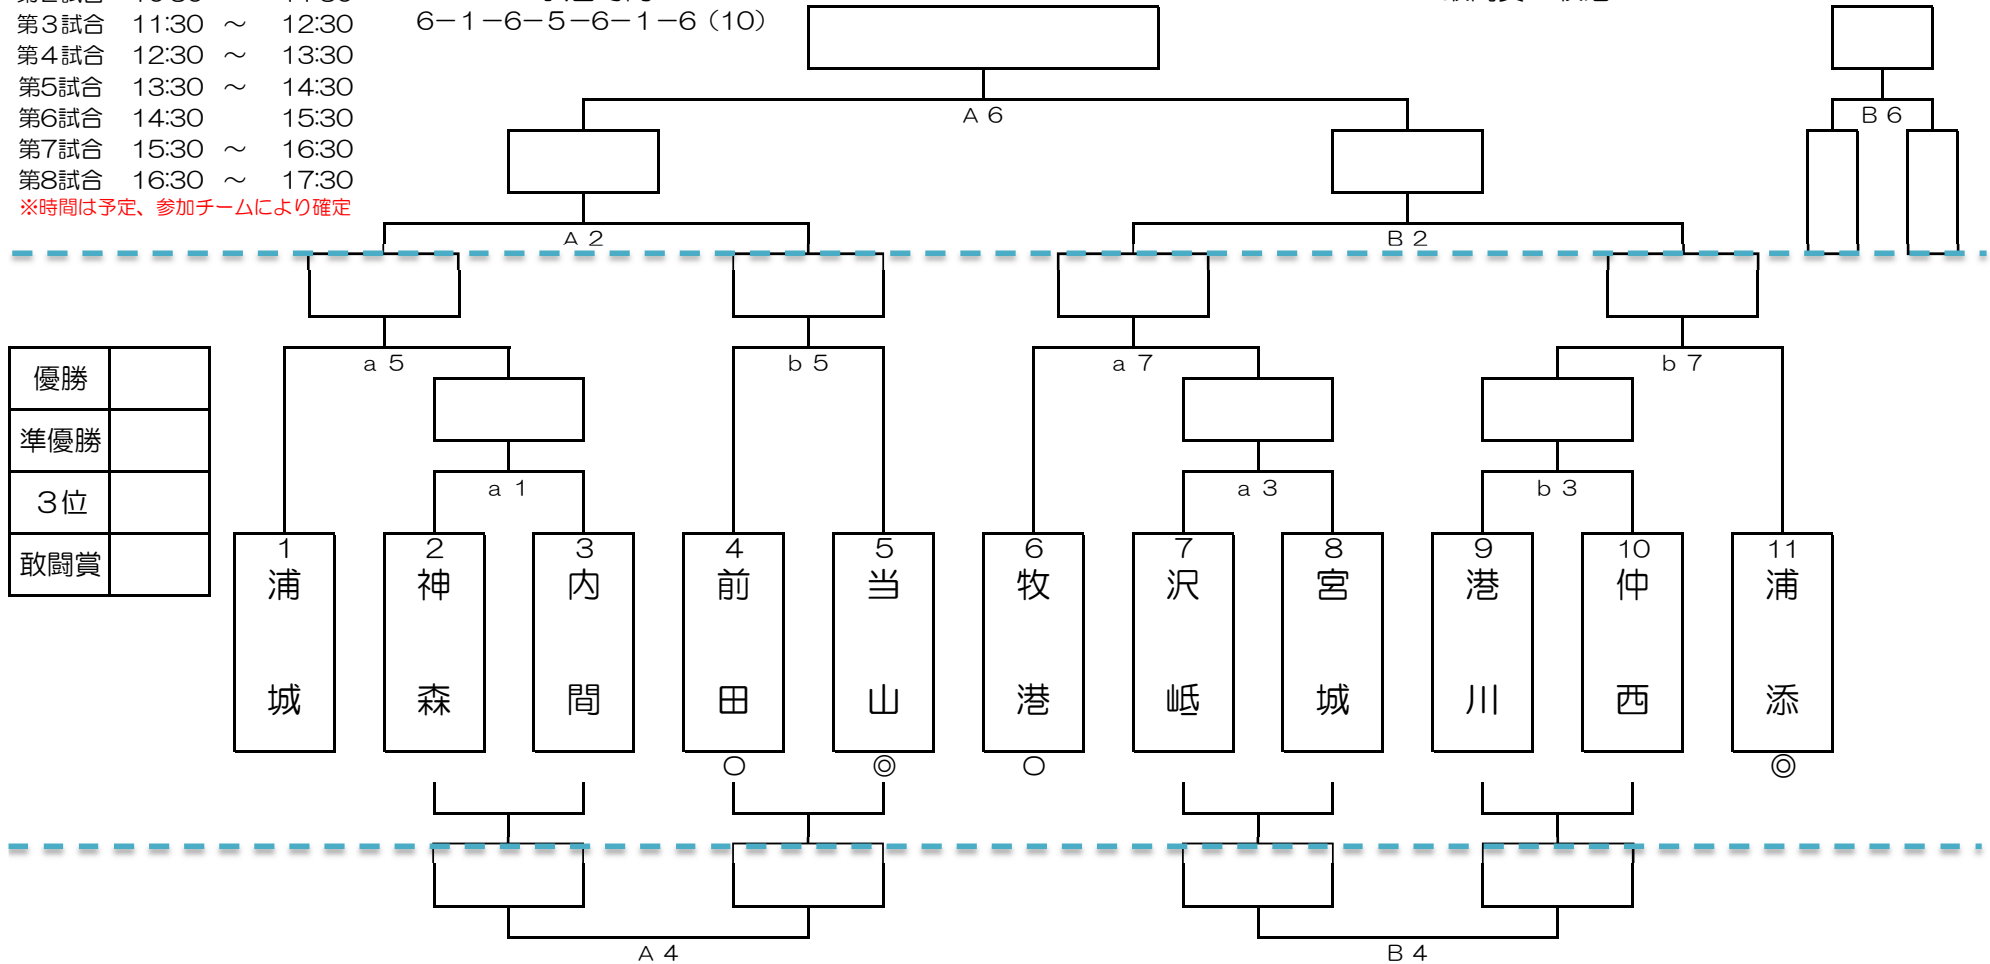 第3試合 11:30 ～ 12:30
6－1－6－5－6－1－6（10）
第4試合 12:30 ～ 13:30
第5試合 13:30 ～ 14:30
第6試合 14:30 15:30
第7試合 15:30 ～ 16:30
第8試合 16:30 ～ 17:30
※時間は予定、参加チームにより確定
A 6
B 6
A 2
B 2
a 5
b 5
a 7
b 7
優勝
準優勝
3位
敢闘賞
a 1
a 3
b 3
1 浦城
2 神森
3 内間
4 前田
5 当山
6 牧港
7 沢岻
8 宮城
9 港川
10 仲西
11 浦添
○ ◎ ○ ◎
A 4
B 4